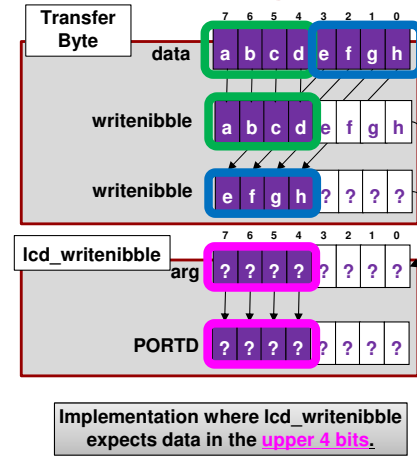 Transfer
Byte
7 6 5 4 3 2 1 0
data a b c d e f g h
writenibble a b c d e f g h
writenibble e f g h ? ? ? ?
lcd_writenibble
7 6 5 4 3 2 1 0
arg ? ? ? ? ? ? ? ?
PORTD ? ? ? ? ? ? ? ?
Implementation where lcd_writenibble
expects data in the upper 4 bits.